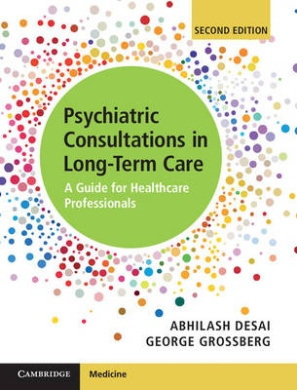 SECOND EDITION
Psychiatric
Consultations in
Long-Term Care
A Guide for Healthcare
Professionals
ABHILASH DESAI
GEORGE GROSSBERG
CAMBRIDGE Medicine